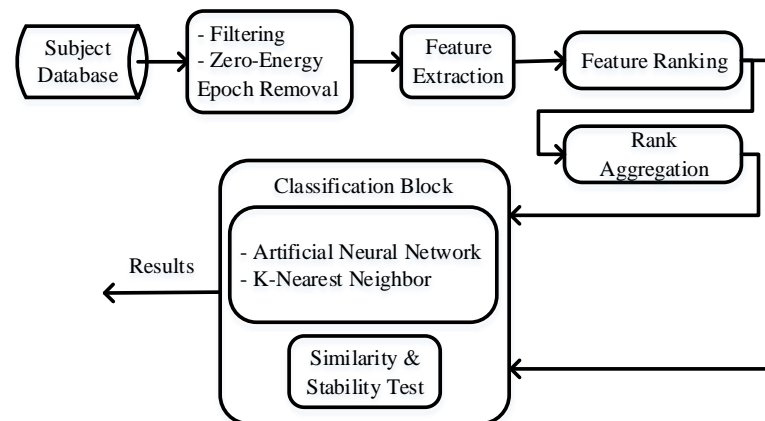 Subject
Database
- Filtering
- Zero-Energy
Epoch Removal
Feature
Extraction
Feature Ranking
Rank
Aggregation
Classification Block
- Artificial Neural Network
- K-Nearest Neighbor
Similarity &
Stability Test
Results